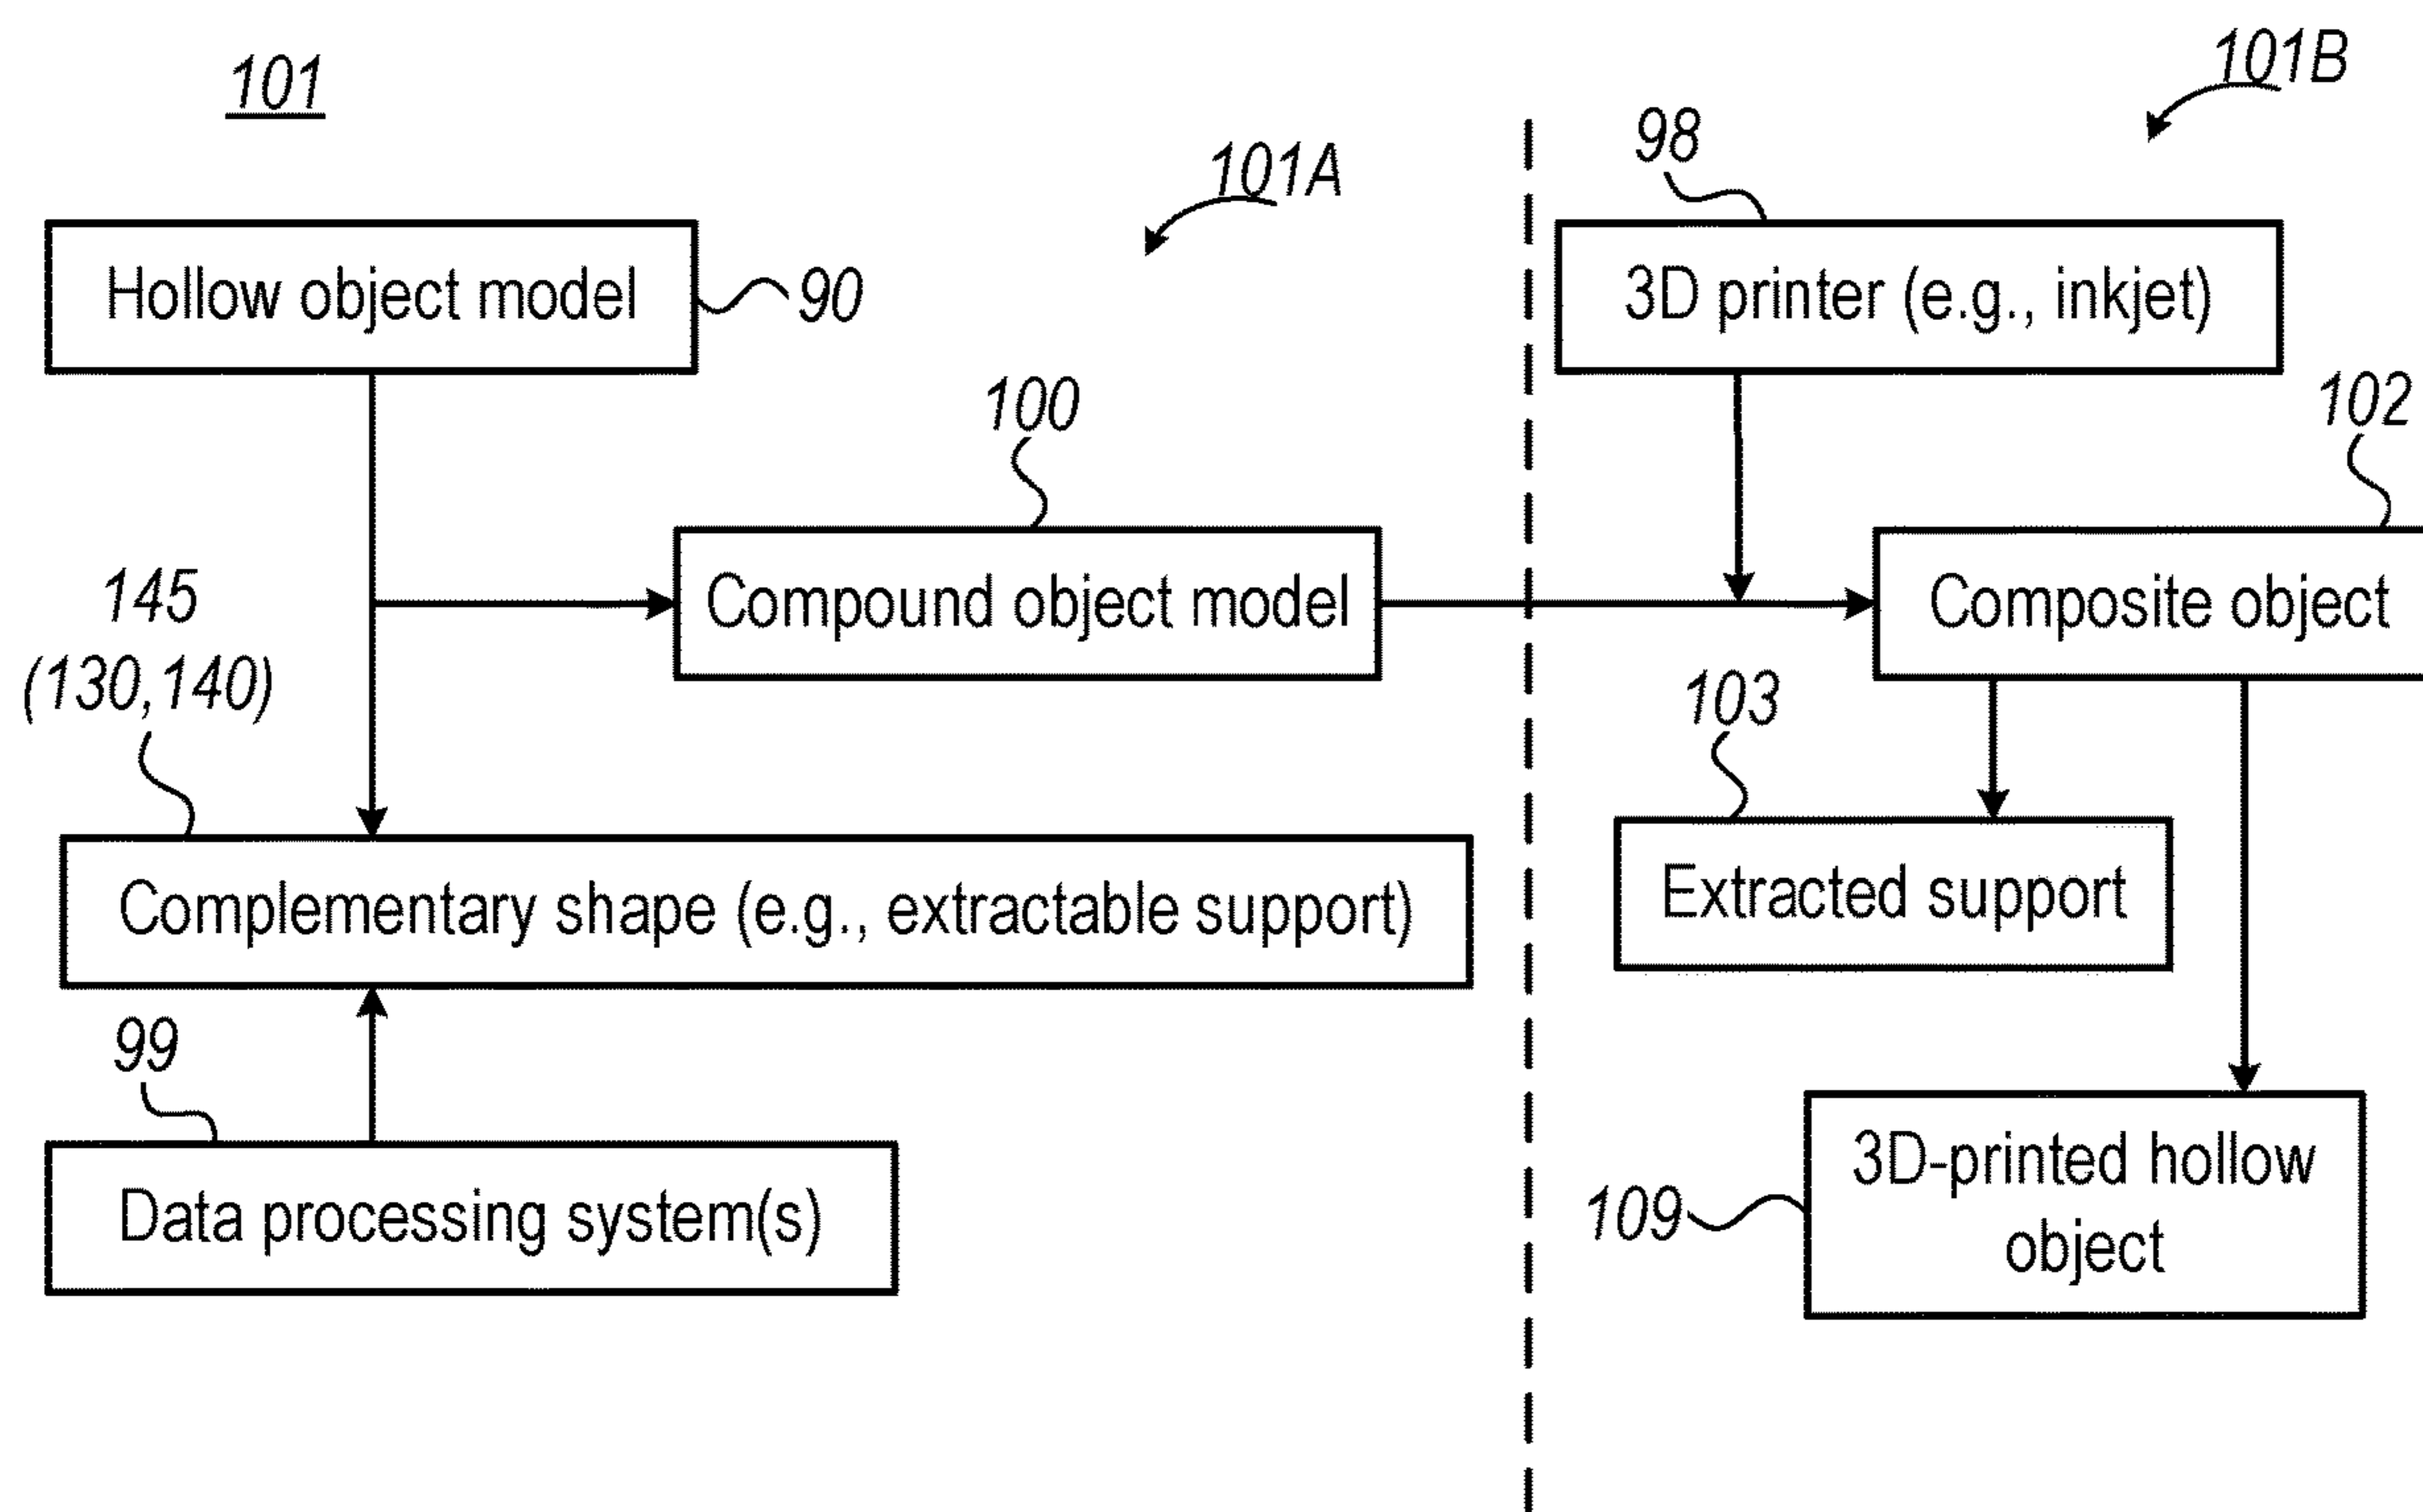 101
101B
98
101A
Hollow object model
90
3D printer (e.g., inkjet)
100
102
145
(130,140)
Compound object model
Composite object
103
Complementary shape (e.g., extractable support)
Extracted support
99
Data processing system(s)
109
3D-printed hollow
object